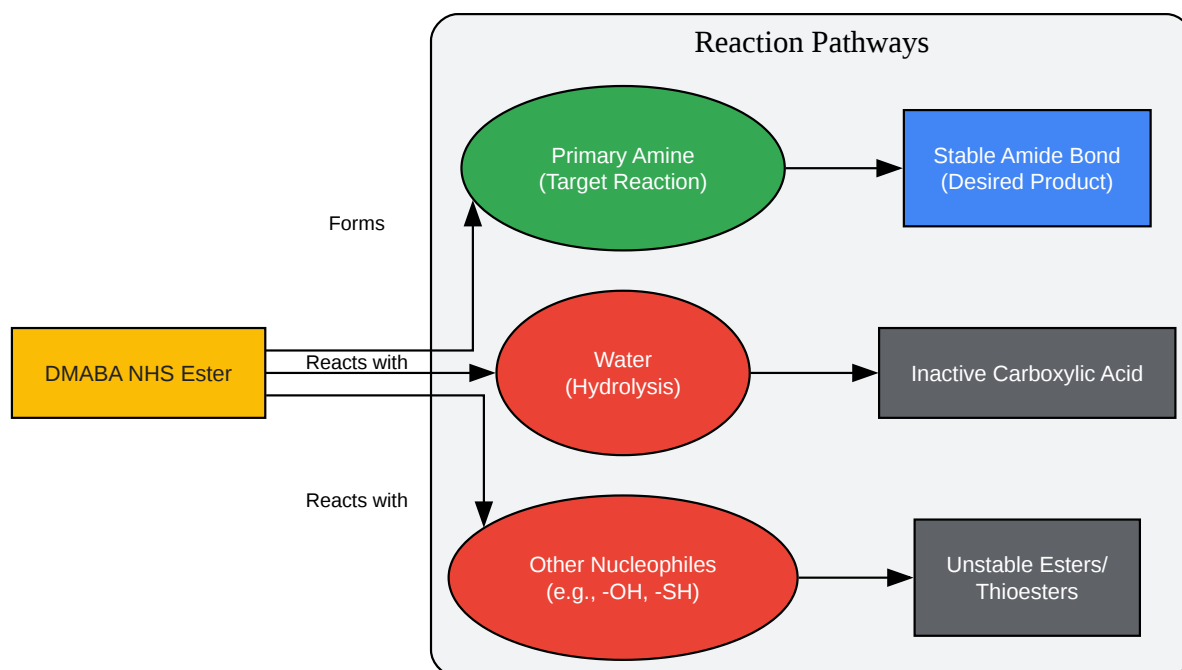 Reaction Pathways
Primary Amine
(Target Reaction)
Stable Amide Bond
(Desired Product)
Forms
DMABA NHS Ester
Reacts with
Water
(Hydrolysis)
Inactive Carboxylic Acid
Reacts with
Other Nucleophiles
(e.g., -OH, -SH)
Unstable Esters/
Thioesters